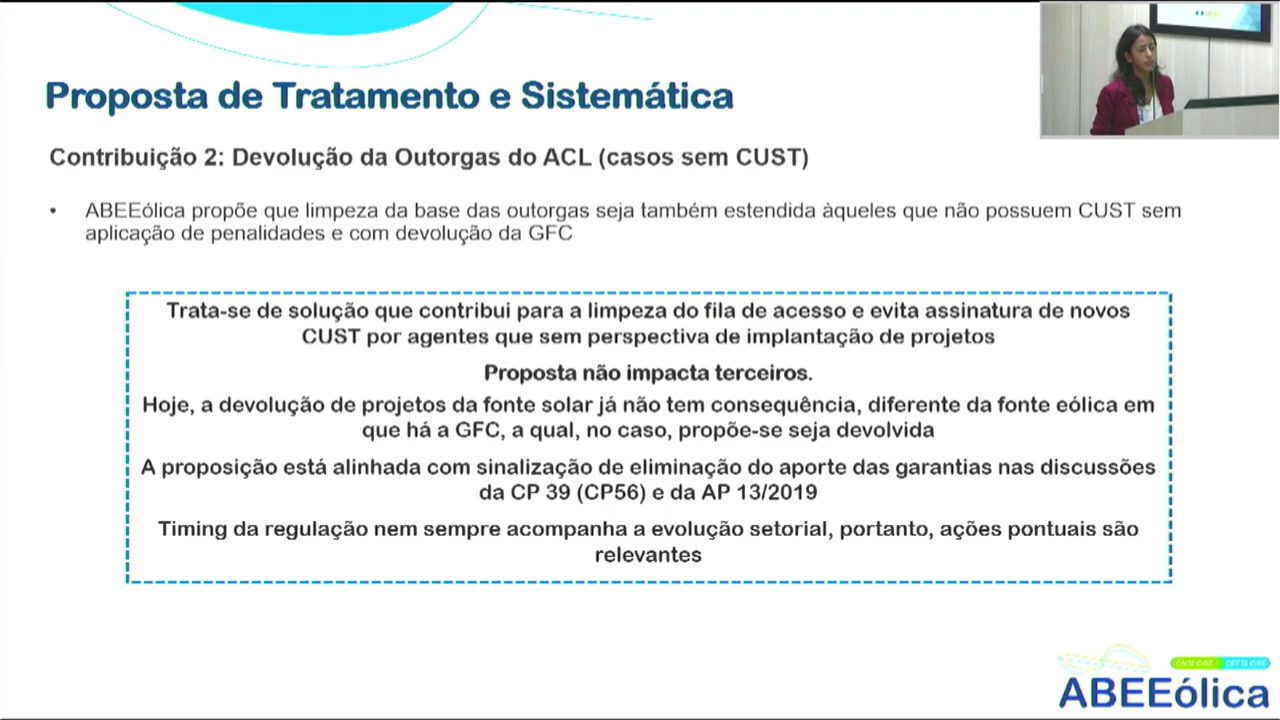 Proposta de Tratamento e Sistemática
Contribuição 2: Devolução da Outorgas do ACL (casos sem CUST)
• ABEEólica propõe que limpeza da base das outorgas seja também estendida àqueles que não possuem CUST sem
aplicação de penalidades e com devolução da GFC
Trata-se de solução que contribui para a limpeza do fila de acesso e evita assinatura de novos
CUST por agentes que sem perspectiva de implantação de projetos
Proposta não impacta terceiros.
Hoje, a devolução de projetos da fonte solar já não tem consequência, diferente da fonte eólica em
que há a GFC, a qual, no caso, propõe-se seja devolvida
A proposição está alinhada com sinalização de eliminação do aporte das garantias nas discussões
da CP 39 (CP56) e da AP 13/2019
Timing da regulação nem sempre acompanha a evolução setorial, portanto, ações pontuais são
relevantes
ONSHORE OFFSHORE
ABEEólica